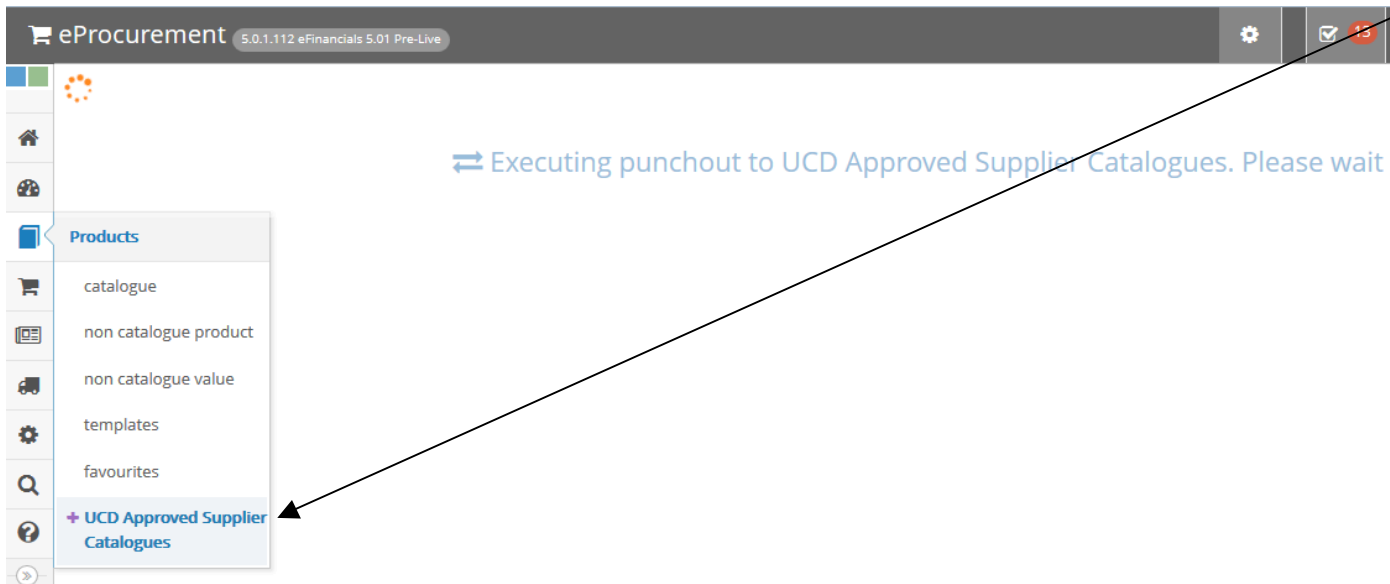 eProcurement 5.0.1.112 eFinancials 5.01 Pre-Live 13
Executing punchout to UCD Approved Supplier Catalogues. Please wait
Products
catalogue
non catalogue product
non catalogue value
templates
favourites
+ UCD Approved Supplier
Catalogues